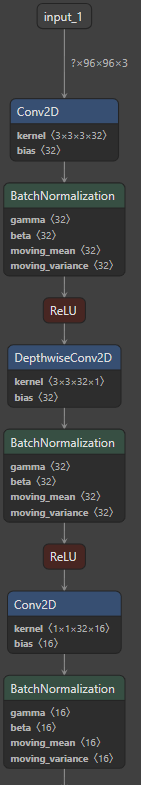 input_1
?×96×96×3
Conv2D
kernel ⟨3×3×3×32⟩
bias ⟨32⟩
BatchNormalization
gamma ⟨32⟩
beta ⟨32⟩
moving_mean ⟨32⟩
moving_variance ⟨32⟩
ReLU
DepthwiseConv2D
kernel ⟨3×3×32×1⟩
bias ⟨32⟩
BatchNormalization
gamma ⟨32⟩
beta ⟨32⟩
moving_mean ⟨32⟩
moving_variance ⟨32⟩
ReLU
Conv2D
kernel ⟨1×1×32×16⟩
bias ⟨16⟩
BatchNormalization
gamma ⟨16⟩
beta ⟨16⟩
moving_mean ⟨16⟩
moving_variance ⟨16⟩